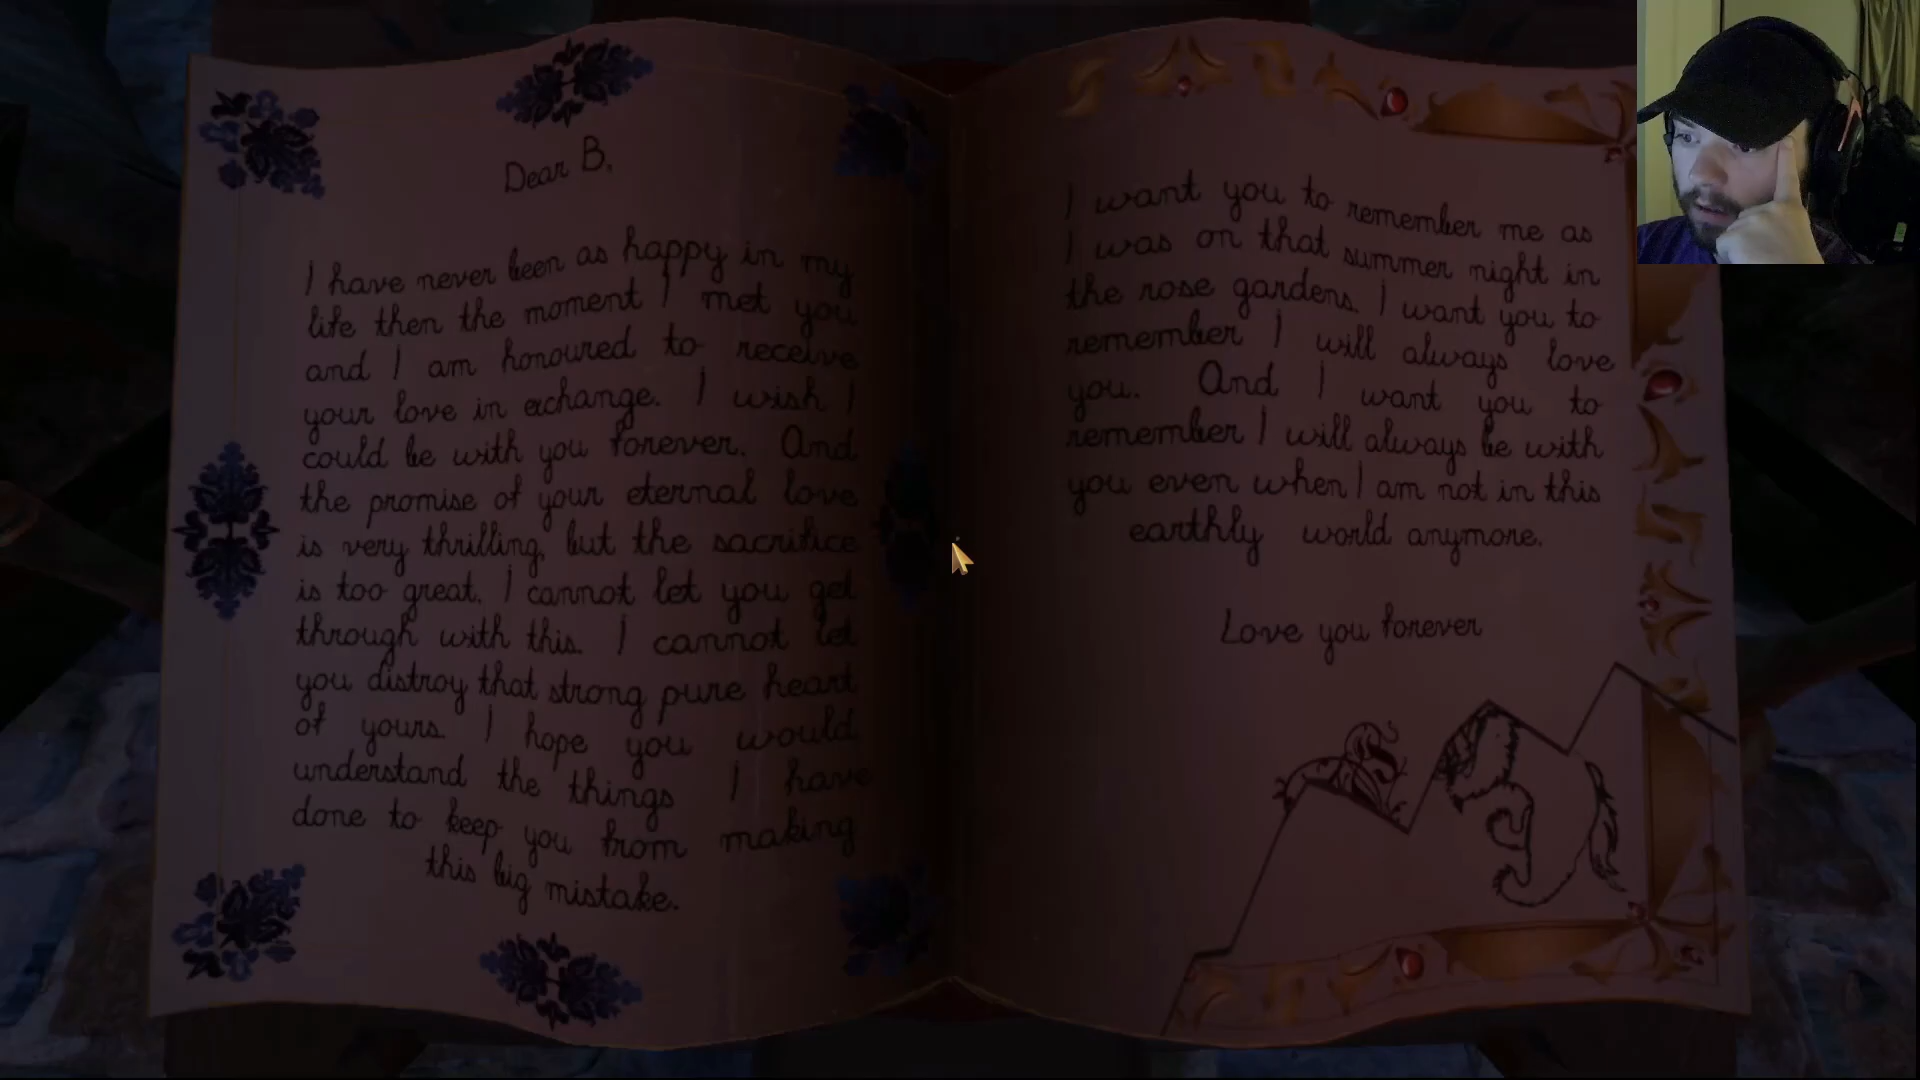 Dear B,
I have never been as happy in my
life then the moment I met you
and I am honoured to receive
your love in exchange. I wish I
could be with you forever. And
the promise of your eternal love
is very thrilling, but the sacrifice
is too great. I cannot let you get
through with this. I cannot let
you distroy that strong pure heart
of yours. I hope you would
understand the things I have
done to keep you from making
this big mistake.
I want you to remember me as
I was on that summer night in
the rose gardens. I want you to
remember I will always love
you. And I want you to
remember I will always be with
you even when I am not in this
earthly world anymore.
Love you forever